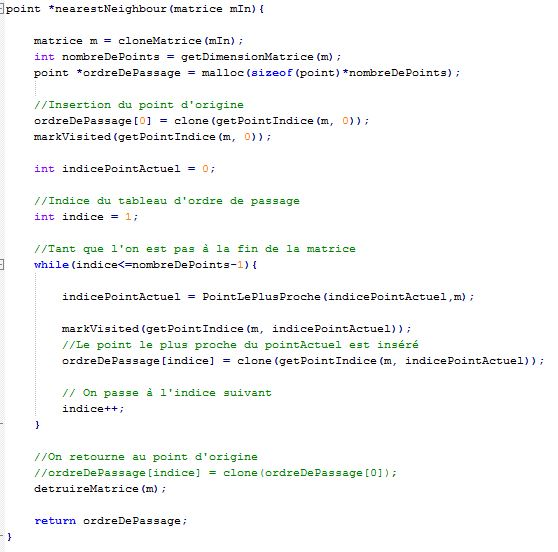 point *nearestNeighbour(matrice mIn){
matrice m = cloneMatrice(mIn);
int nombreDePoints = getDimensionMatrice(m);
point *ordreDePassage = malloc(sizeof(point)*nombreDePoints);
//Insertion du point d'origine
ordreDePassage[0] = clone(getPointIndice(m, 0));
markVisited(getPointIndice(m, 0));
int indicePointActuel = 0;
//Indice du tableau d'ordre de passage
int indice = 1;
//Tant que l'on est pas à la fin de la matrice
while(indice<=nombreDePoints-1){
indicePointActuel = PointLePlusProche(indicePointActuel,m);
markVisited(getPointIndice(m, indicePointActuel));
//Le point le plus proche du pointActuel est inséré
ordreDePassage[indice] = clone(getPointIndice(m, indicePointActuel));
// On passe à l'indice suivant
indice++;
}
//On retourne au point d'origine
//ordreDePassage[indice] = clone(ordreDePassage[0]);
detruireMatrice(m);
return ordreDePassage;
}